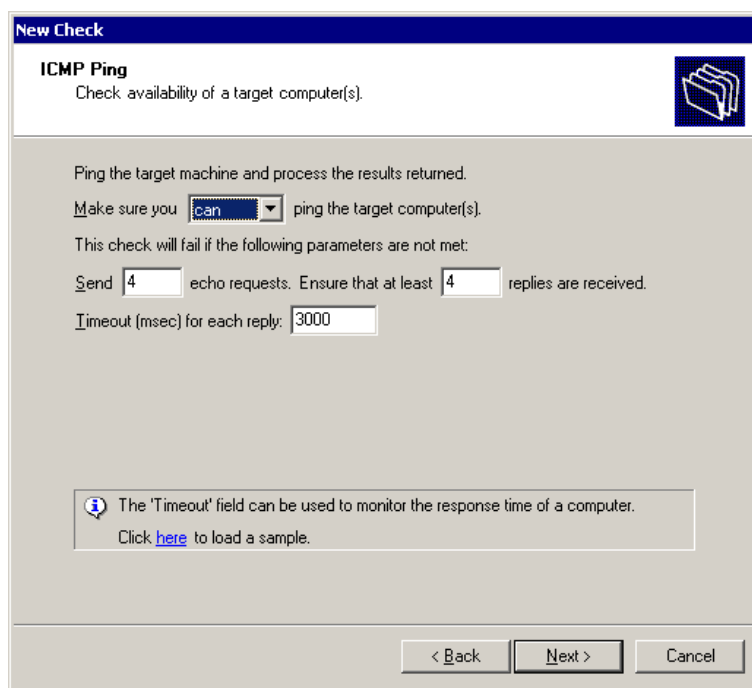 New Check
ICMP Ping
Check availability of a target computer(s).
Ping the target machine and process the results returned.
Make sure you can ping the target computer(s).
This check will fail if the following parameters are not met:
Send 4 echo requests. Ensure that at least 4 replies are received.
Timeout (msec) for each reply: 3000
The 'Timeout' field can be used to monitor the response time of a computer.
Click here to load a sample.
< Back Next > Cancel